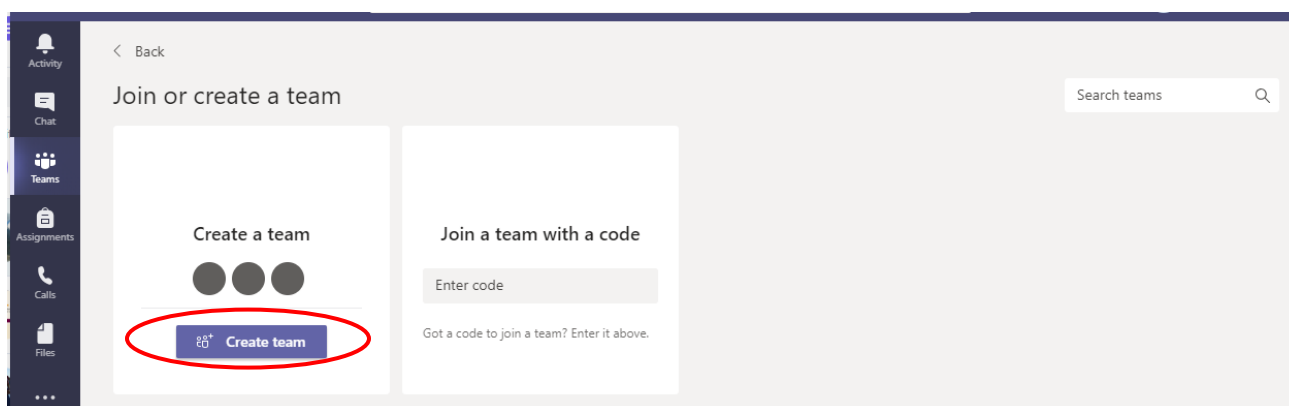 Activity
Chat
Teams
Assignments
Calls
Files
Back
Join or create a team
Search teams
Create a team
Create team
Join a team with a code
Enter code
Got a code to join a team? Enter it above.